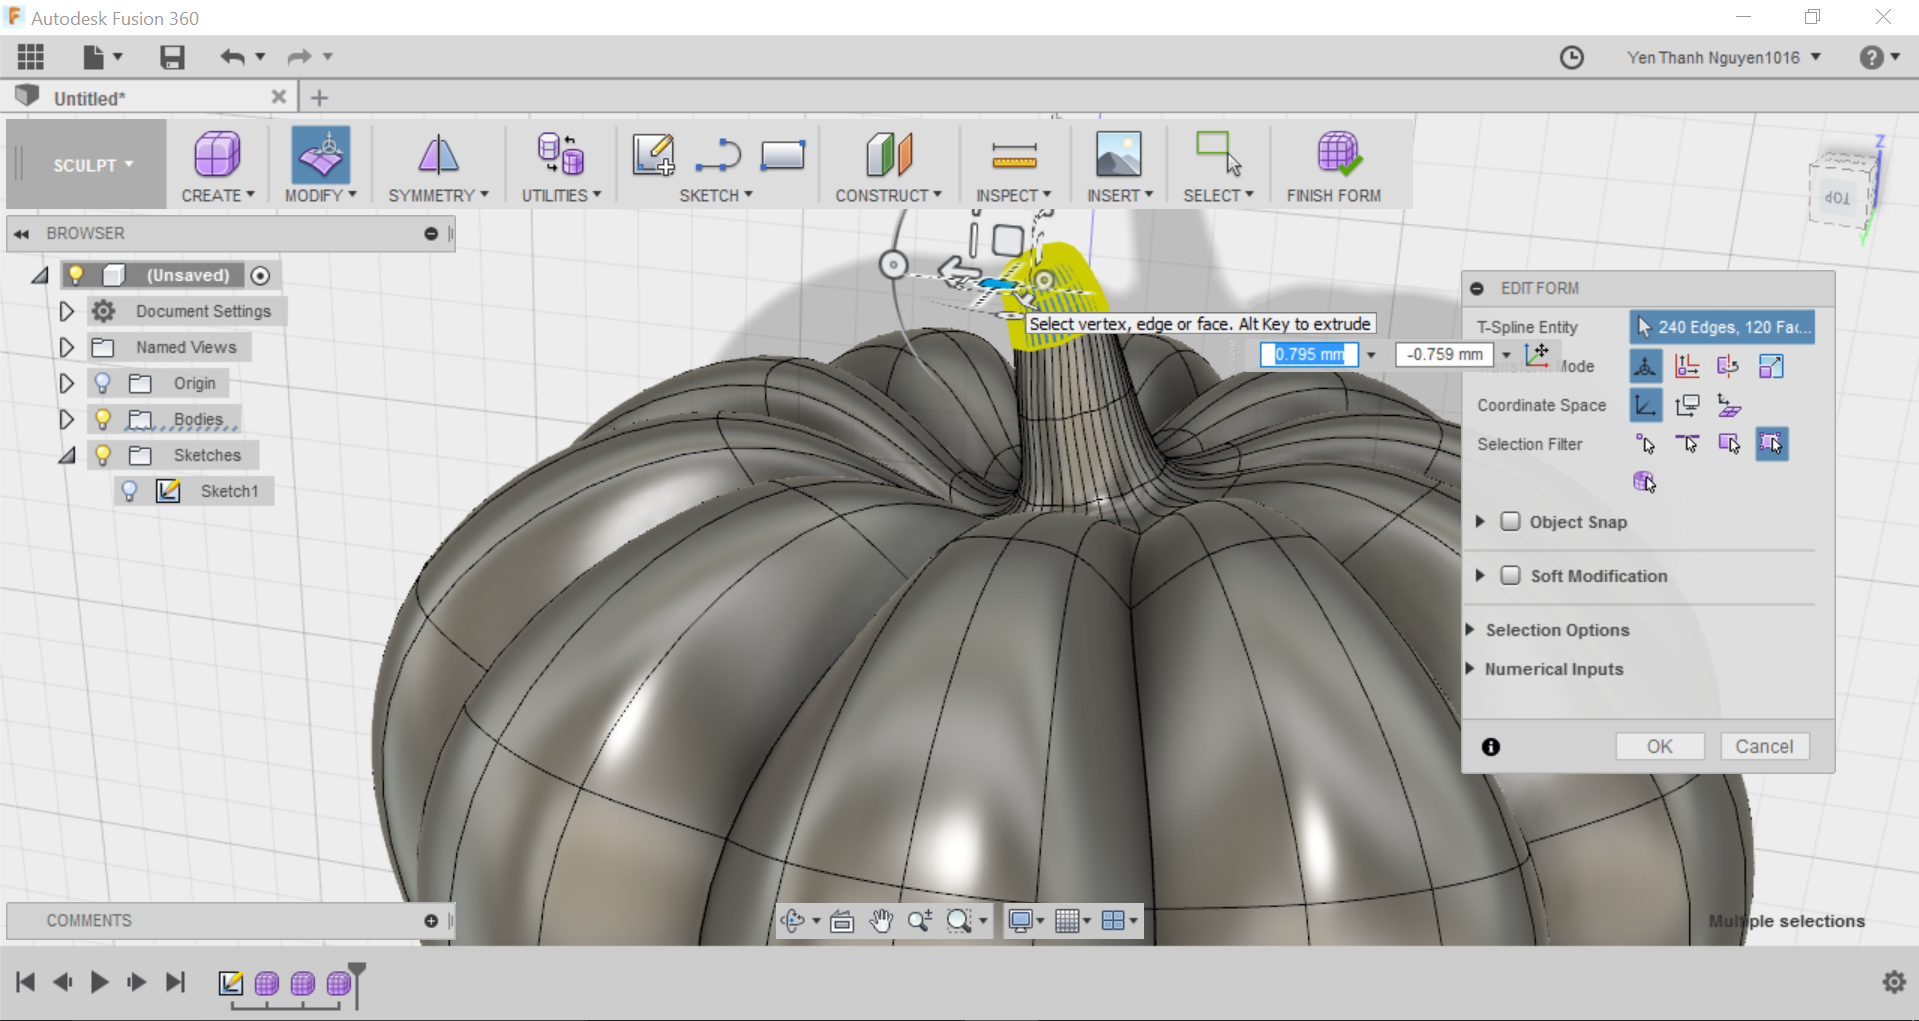 Autodesk Fusion 360
Yen Thanh Nguyen1016
Untitled*
SCULPT
CREATE
MODIFY
SYMMETRY
UTILITIES
SKETCH
CONSTRUCT
INSPECT
INSERT
SELECT
FINISH FORM
Z
TOP
Y
BROWSER
(Unsaved)
Document Settings
Named Views
Origin
Bodies
Sketches
Sketch1
Select vertex, edge or face. Alt Key to extrude
0.795 mm
-0.759 mm
EDIT FORM
T-Spline Entity
240 Edges, 120 Fac...
Transform Mode
Coordinate Space
Selection Filter
Object Snap
Soft Modification
Selection Options
Numerical Inputs
OK
Cancel
COMMENTS
Multiple selections